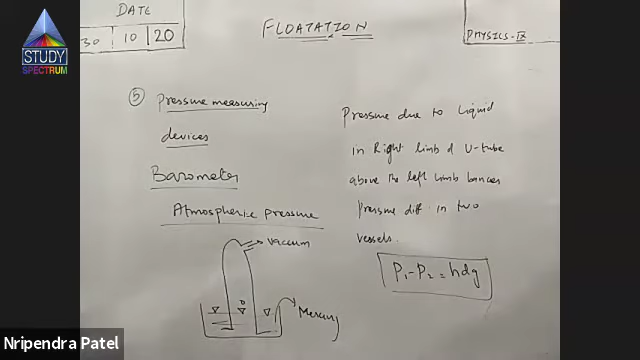 DATE
30 10 20
STUDY
SPECTRUM
FLOATATION
PHYSICS-IX
⑤ Pressure measuring
devices
Barometer
Atmospheric pressure
vacuum
Mercury
Pressure due to Liquid
in Right limb of U-tube
above the left limb
Pressure diff in two
vessels.
P₁-P₂ = hdg
Nripendra Patel